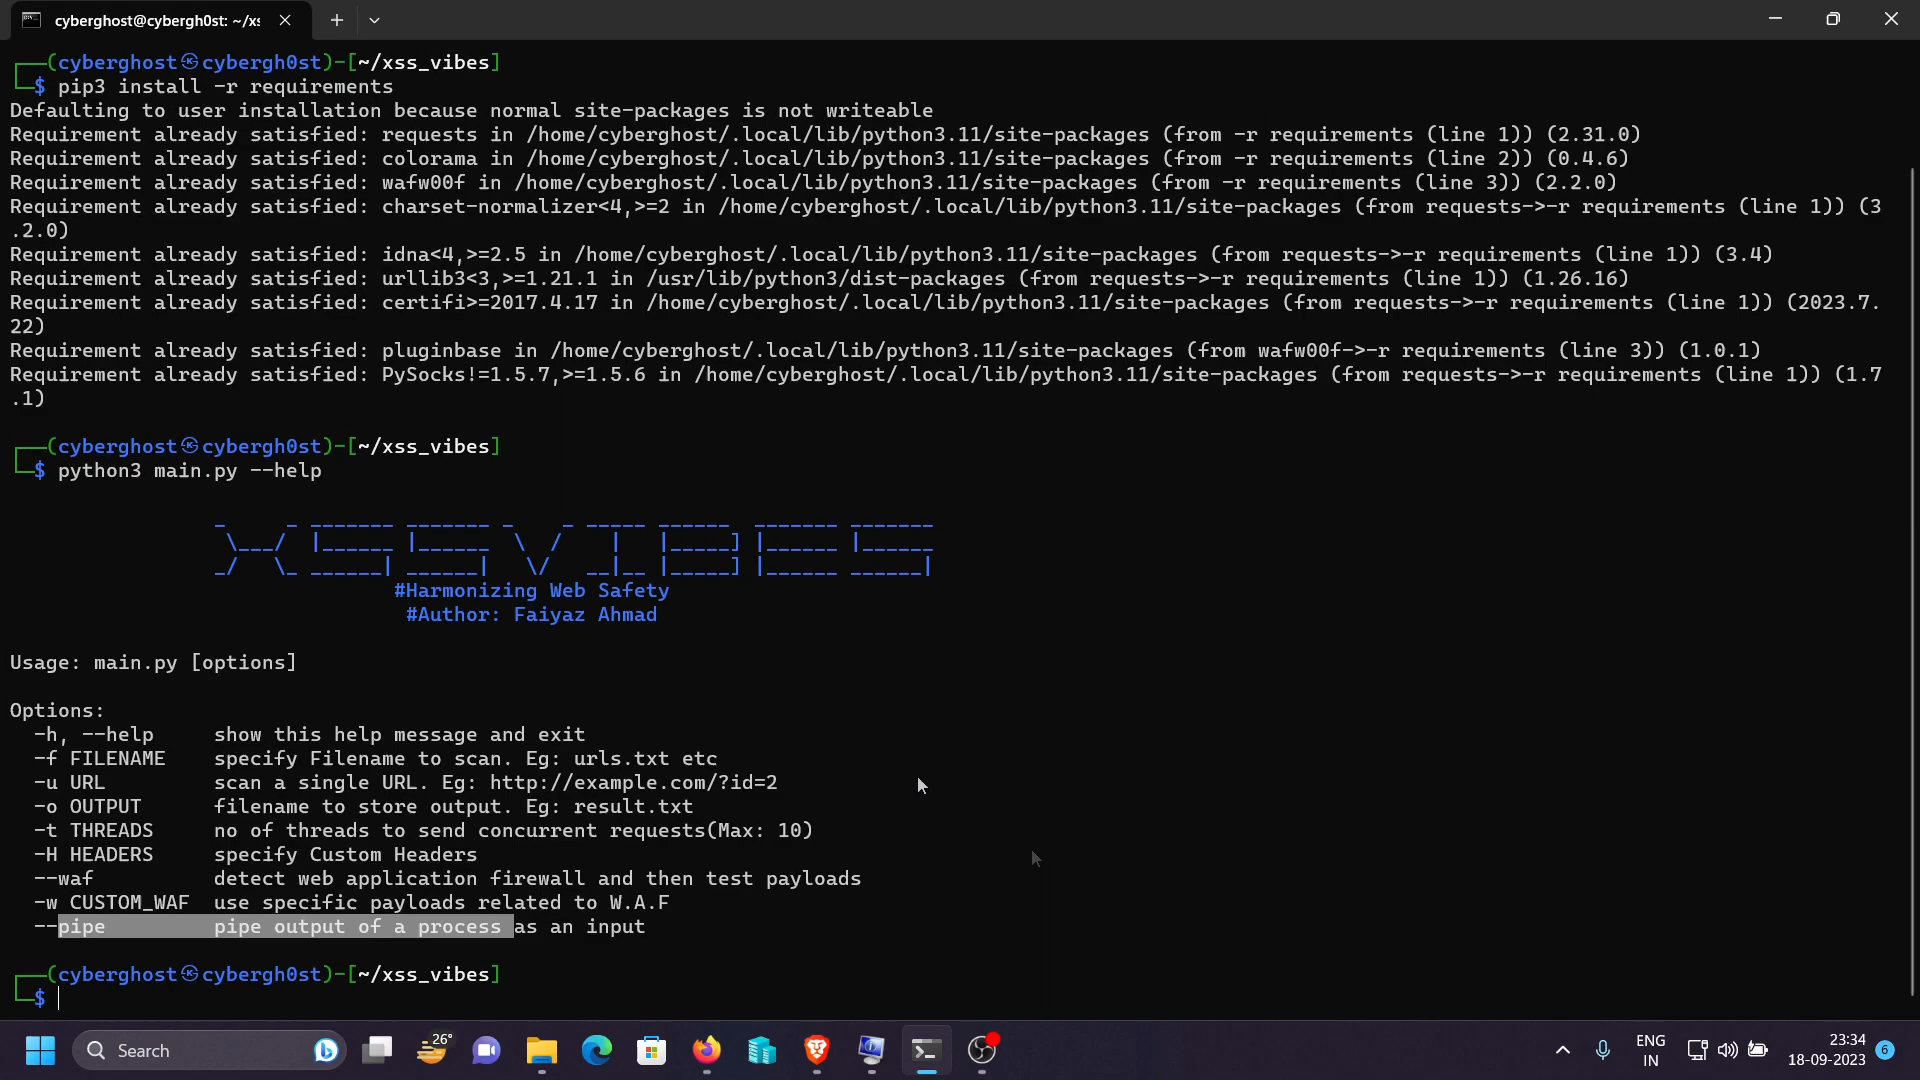 cyberghost@cybergh0st: ~/xs
┌──(cyberghost㉿cybergh0st)-[~/xss_vibes]
└─$ pip3 install -r requirements
Defaulting to user installation because normal site-packages is not writeable
Requirement already satisfied: requests in /home/cyberghost/.local/lib/python3.11/site-packages (from -r requirements (line 1)) (2.31.0)
Requirement already satisfied: colorama in /home/cyberghost/.local/lib/python3.11/site-packages (from -r requirements (line 2)) (0.4.6)
Requirement already satisfied: wafw00f in /home/cyberghost/.local/lib/python3.11/site-packages (from -r requirements (line 3)) (2.2.0)
Requirement already satisfied: charset-normalizer<4,>=2 in /home/cyberghost/.local/lib/python3.11/site-packages (from requests->-r requirements (line 1)) (3
.2.0)
Requirement already satisfied: idna<4,>=2.5 in /home/cyberghost/.local/lib/python3.11/site-packages (from requests->-r requirements (line 1)) (3.4)
Requirement already satisfied: urllib3<3,>=1.21.1 in /usr/lib/python3/dist-packages (from requests->-r requirements (line 1)) (1.26.16)
Requirement already satisfied: certifi>=2017.4.17 in /home/cyberghost/.local/lib/python3.11/site-packages (from requests->-r requirements (line 1)) (2023.7.
22)
Requirement already satisfied: pluginbase in /home/cyberghost/.local/lib/python3.11/site-packages (from wafw00f->-r requirements (line 3)) (1.0.1)
Requirement already satisfied: PySocks!=1.5.7,>=1.5.6 in /home/cyberghost/.local/lib/python3.11/site-packages (from requests->-r requirements (line 1)) (1.7
.1)
┌──(cyberghost㉿cybergh0st)-[~/xss_vibes]
└─$ python3 main.py --help
XSSVIBES
#Harmonizing Web Safety
#Author: Faiyaz Ahmad
Usage: main.py [options]
Options:
-h, --help show this help message and exit
-f FILENAME specify Filename to scan. Eg: urls.txt etc
-u URL scan a single URL. Eg: http://example.com/?id=2
-o OUTPUT filename to store output. Eg: result.txt
-t THREADS no of threads to send concurrent requests(Max: 10)
-H HEADERS specify Custom Headers
--waf detect web application firewall and then test payloads
-w CUSTOM_WAF use specific payloads related to W.A.F
--pipe pipe output of a process as an input
┌──(cyberghost㉿cybergh0st)-[~/xss_vibes]
└─$
Search
26°
ENG
IN
23:34
18-09-2023
6